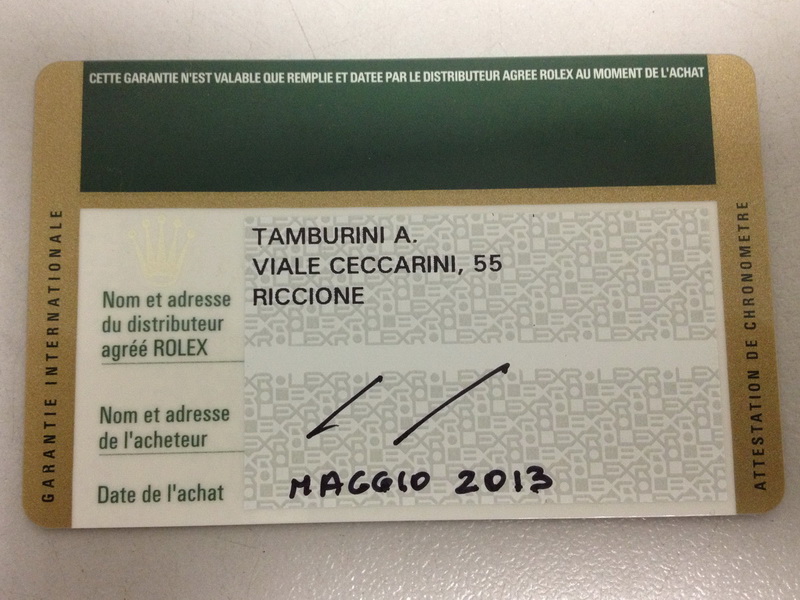 CETTE GARANTIE N'EST VALABLE QUE REMPLIE ET DATEE PAR LE DISTRIBUTEUR AGREE ROLEX AU MOMENT DE L'ACHAT
GARANTIE INTERNATIONALE
TAMBURINI A.
VIALE CECCARINI, 55
RICCIONE
Nom et adresse
du distributeur
agréé ROLEX
Nom et adresse
de l'acheteur
Date de l'achat
MAGGIO 2013
ATTESTATION DE CHRONOMETRE